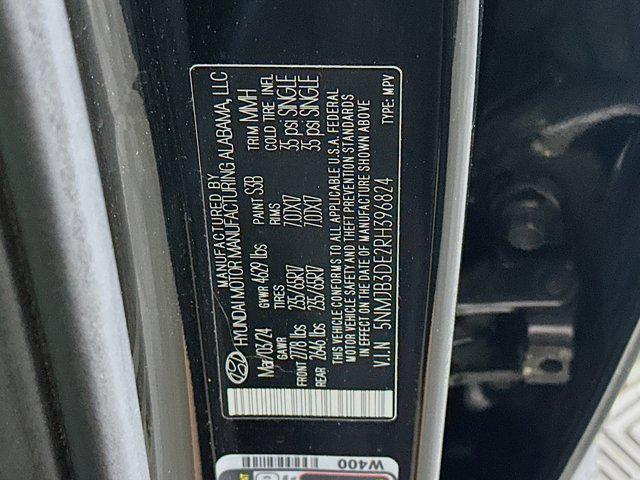 MANUFACTURED BY
HYUNDAI MOTOR MANUFACTURING ALABAMA, LLC
Mar/03/24 GVWR 4629 lbs PAINT S3B TRIM MMH
GAWR TIRES RIMS COLD TIRE INFL
FRONT 2778 lbs 235/65R17 7.0JX17 35 psi SINGLE
REAR 2646 lbs 235/65R17 7.0JX17 35 psi SINGLE
THIS VEHICLE CONFORMS TO ALL APPLICABLE U.S.A. FEDERAL
MOTOR VEHICLE SAFETY AND THEFT PREVENTION STANDARDS
IN EFFECT ON THE DATE OF MANUFACTURE SHOWN ABOVE
V.I.N 5NMJB3DE2RH396824 TYPE: MPV
W400